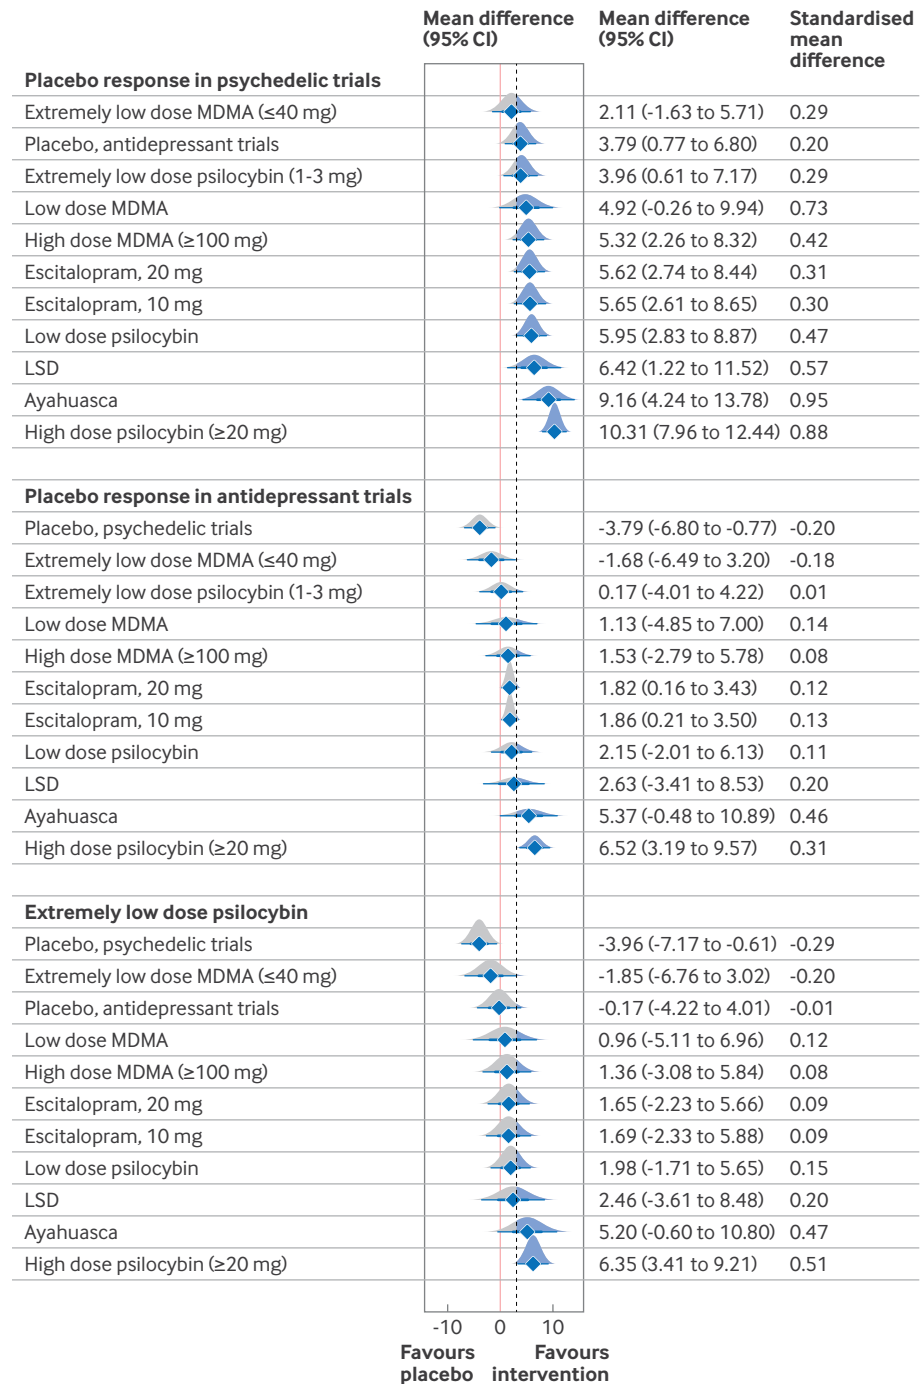 Mean difference (95% CI) Mean difference (95% CI) Standardised mean difference
Placebo response in psychedelic trials
Extremely low dose MDMA (≤40 mg) 2.11 (-1.63 to 5.71) 0.29
Placebo, antidepressant trials 3.79 (0.77 to 6.80) 0.20
Extremely low dose psilocybin (1-3 mg) 3.96 (0.61 to 7.17) 0.29
Low dose MDMA 4.92 (-0.26 to 9.94) 0.73
High dose MDMA (≥100 mg) 5.32 (2.26 to 8.32) 0.42
Escitalopram, 20 mg 5.62 (2.74 to 8.44) 0.31
Escitalopram, 10 mg 5.65 (2.61 to 8.65) 0.30
Low dose psilocybin 5.95 (2.83 to 8.87) 0.47
LSD 6.42 (1.22 to 11.52) 0.57
Ayahuasca 9.16 (4.24 to 13.78) 0.95
High dose psilocybin (≥20 mg) 10.31 (7.96 to 12.44) 0.88
Placebo response in antidepressant trials
Placebo, psychedelic trials -3.79 (-6.80 to -0.77) -0.20
Extremely low dose MDMA (≤40 mg) -1.68 (-6.49 to 3.20) -0.18
Extremely low dose psilocybin (1-3 mg) 0.17 (-4.01 to 4.22) 0.01
Low dose MDMA 1.13 (-4.85 to 7.00) 0.14
High dose MDMA (≥100 mg) 1.53 (-2.79 to 5.78) 0.08
Escitalopram, 20 mg 1.82 (0.16 to 3.43) 0.12
Escitalopram, 10 mg 1.86 (0.21 to 3.50) 0.13
Low dose psilocybin 2.15 (-2.01 to 6.13) 0.11
LSD 2.63 (-3.41 to 8.53) 0.20
Ayahuasca 5.37 (-0.48 to 10.89) 0.46
High dose psilocybin (≥20 mg) 6.52 (3.19 to 9.57) 0.31
Extremely low dose psilocybin
Placebo, psychedelic trials -3.96 (-7.17 to -0.61) -0.29
Extremely low dose MDMA (≤40 mg) -1.85 (-6.76 to 3.02) -0.20
Placebo, antidepressant trials -0.17 (-4.22 to 4.01) -0.01
Low dose MDMA 0.96 (-5.11 to 6.96) 0.12
High dose MDMA (≥100 mg) 1.36 (-3.08 to 5.84) 0.08
Escitalopram, 20 mg 1.65 (-2.23 to 5.66) 0.09
Escitalopram, 10 mg 1.69 (-2.33 to 5.88) 0.09
Low dose psilocybin 1.98 (-1.71 to 5.65) 0.15
LSD 2.46 (-3.61 to 8.48) 0.20
Ayahuasca 5.20 (-0.60 to 10.80) 0.47
High dose psilocybin (≥20 mg) 6.35 (3.41 to 9.21) 0.51
-10 0 10
Favours placebo Favours intervention